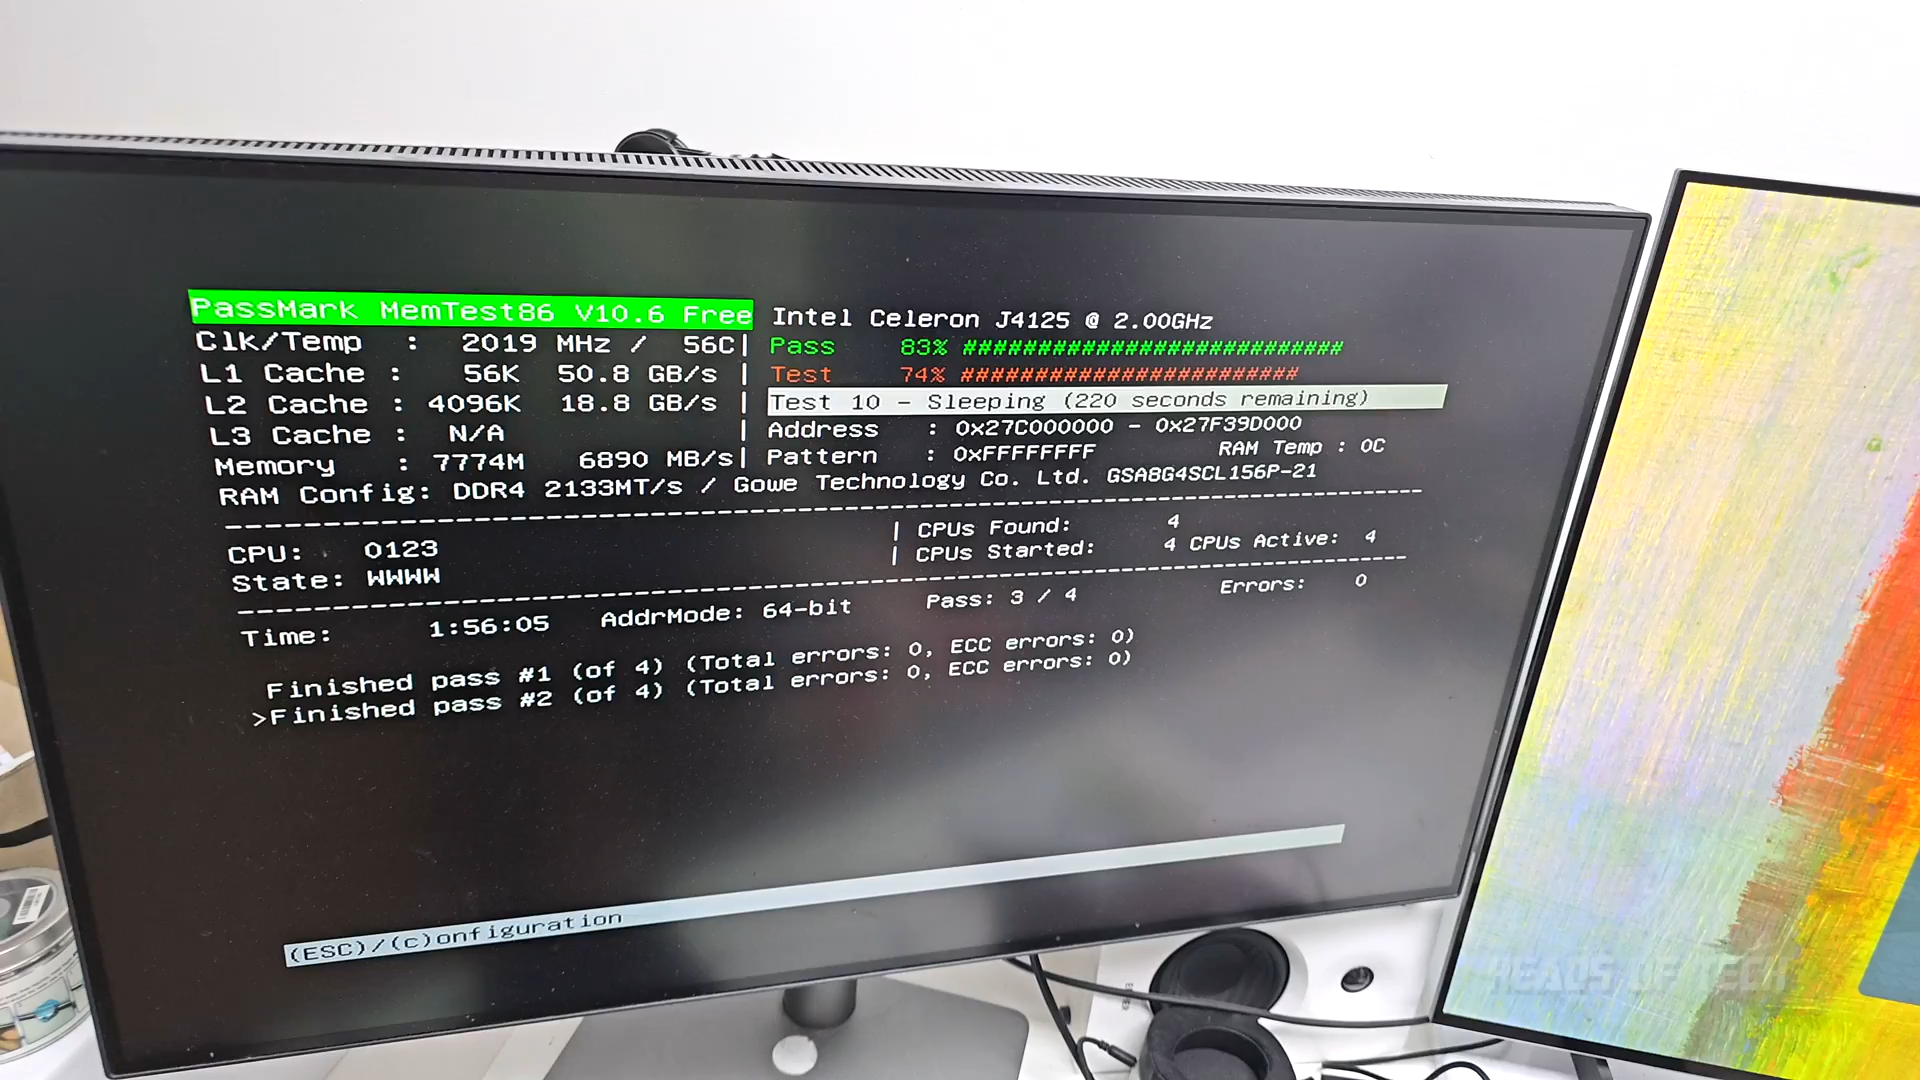 PassMark MemTest86 V10.6 Free
Intel Celeron J4125 @ 2.00GHz
Clk/Temp : 2019 MHz / 56C|
Pass 83% ##########################
L1 Cache : 56K 50.8 GB/s |
Test 74% #######################
L2 Cache : 4096K 18.8 GB/s |
Test 10 - Sleeping (220 seconds remaining)
L3 Cache : N/A |
Address : 0x27C000000 - 0x27F39D000
Memory : 7774M 6890 MB/s|
Pattern : 0xFFFFFFFF RAM Temp : 0C
RAM Config: DDR4 2133MT/s / Gowe Technology Co. Ltd. GSA8G4SCL156P-21
CPU: 0123 | CPUs Found: 4
State: WWWW | CPUs Started: 4 CPUs Active: 4
Time: 1:56:05 AddrMode: 64-bit Pass: 3 / 4 Errors: 0
Finished pass #1 (of 4) (Total errors: 0, ECC errors: 0)
>Finished pass #2 (of 4) (Total errors: 0, ECC errors: 0)
(ESC)/(c)onfiguration
READS OF TECH